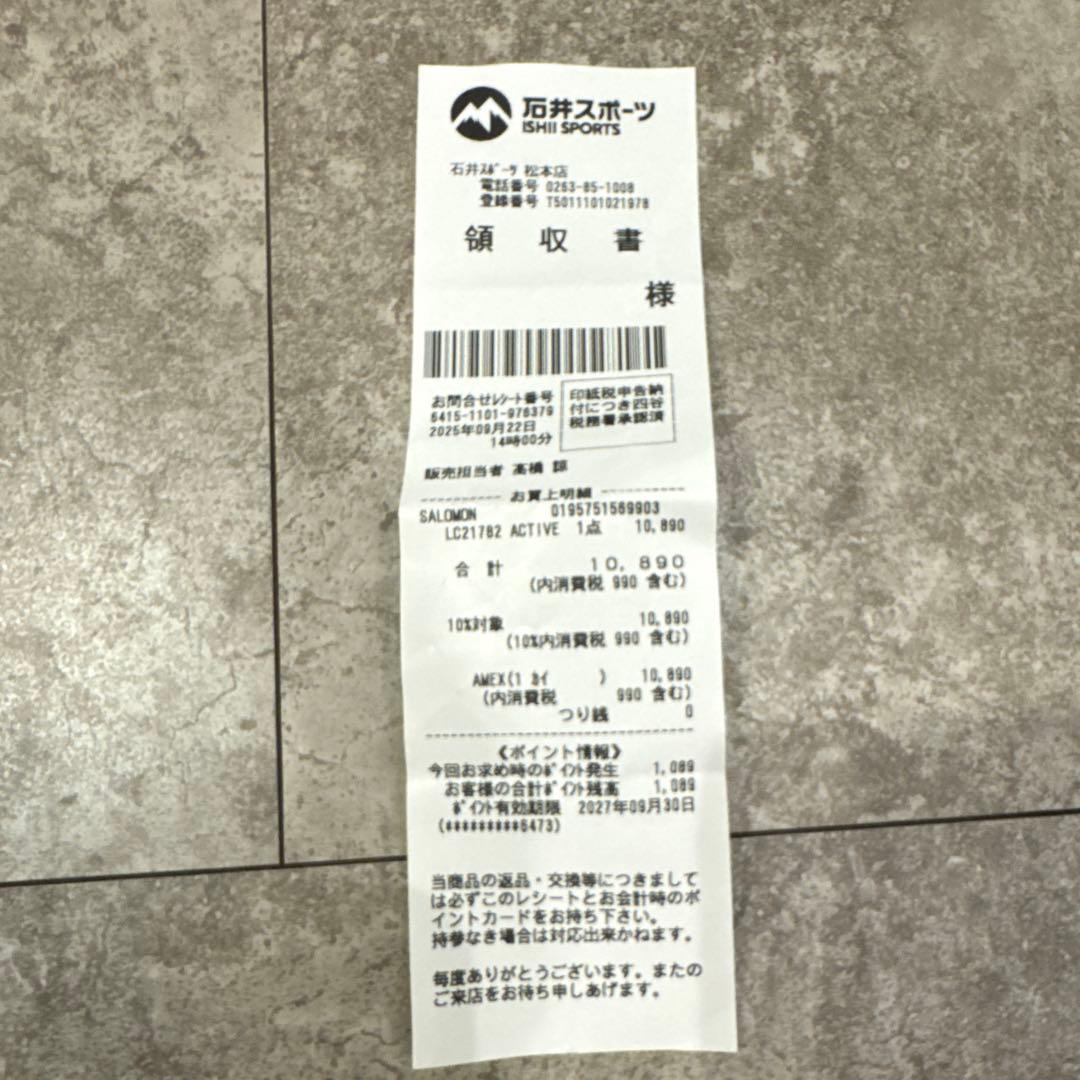 石井スポーツ
ISHII SPORTS
石井ｽﾎﾟｰﾂ 松本店
電話番号 0263-85-1008
登録番号 T5011101021978
領 収 書
様
お問合せﾚｼｰﾄ番号
6415-1101-976379
2025年09月22日
14時00分
印紙税申告納
付につき四谷
税務署承認済
販売担当者 高橋 諒
---------- お買上明細 ----------
SALOMON 0195751569903
LC21782 ACTIVE 1点 10,890
合 計 10,890
(内消費税 990 含む)
10%対象 10,890
(10%内消費税 990 含む)
AMEX(1 ｶｲ ) 10,890
(内消費税 990 含む)
つり銭 0
《ポイント情報》
今回お求め時のﾎﾟｲﾝﾄ発生 1,089
お客様の合計ﾎﾟｲﾝﾄ残高 1,089
ﾎﾟｲﾝﾄ有効期限 2027年09月30日
(*********6473)
当商品の返品・交換等につきまして
は必ずこのレシートとお会計時のポ
イントカードをお持ち下さい。
持参なき場合は対応出来かねます。
毎度ありがとうございます。またの
ご来店をお待ち申しあげます。